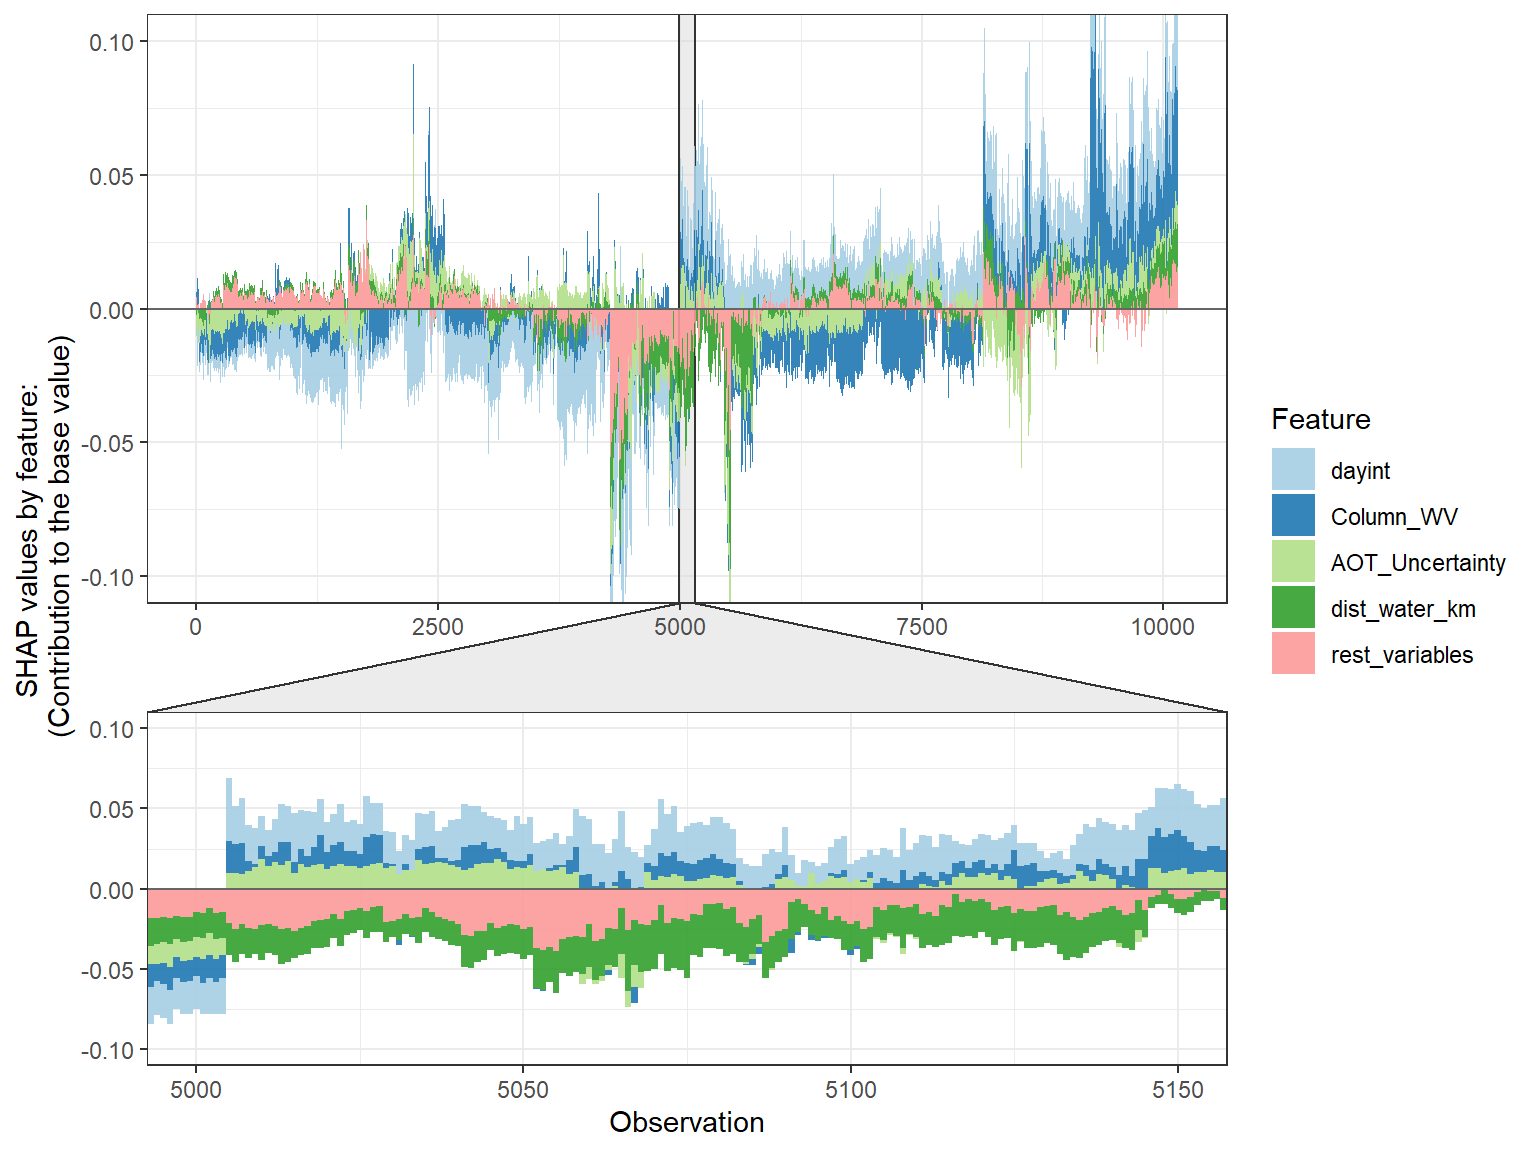 SHAP values by feature:
(Contribution to the base value)
0.10
0.05
0.00
-0.05
-0.10
0
2500
5000
7500
10000
0.10
0.05
0.00
-0.05
-0.10
5000
5050
5100
5150
Observation
Feature
dayint
Column_WV
AOT_Uncertainty
dist_water_km
rest_variables